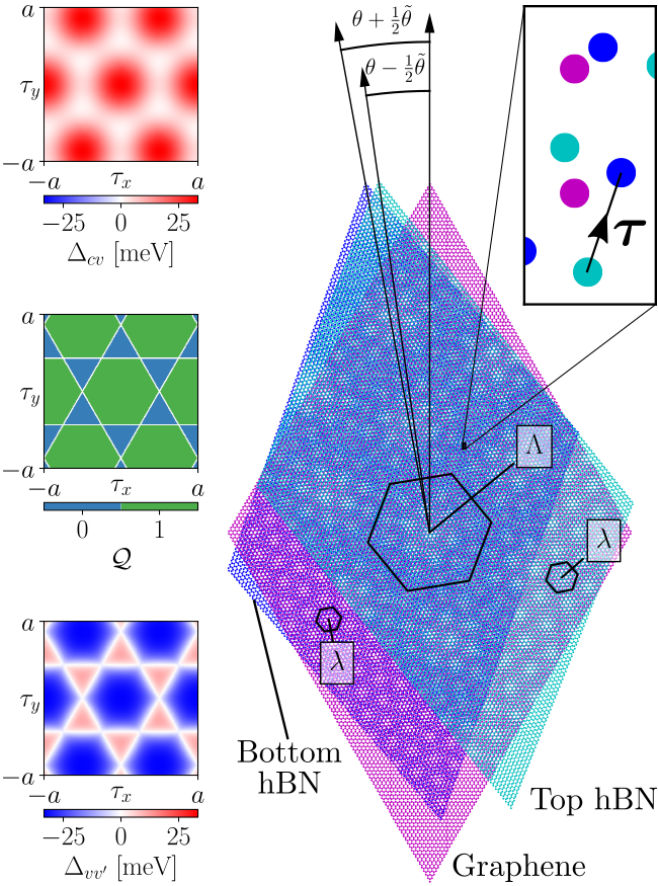 a
τy
−a
−a τx a
−25 0 25
Δcv [meV]
a
τy
−a
−a τx a
0 1
Q
a
τy
−a
−a τx a
−25 0 25
Δvv′ [meV]
θ + ½θ̃
θ − ½θ̃
τ
Λ
λ
λ
Bottom
hBN
Top hBN
Graphene